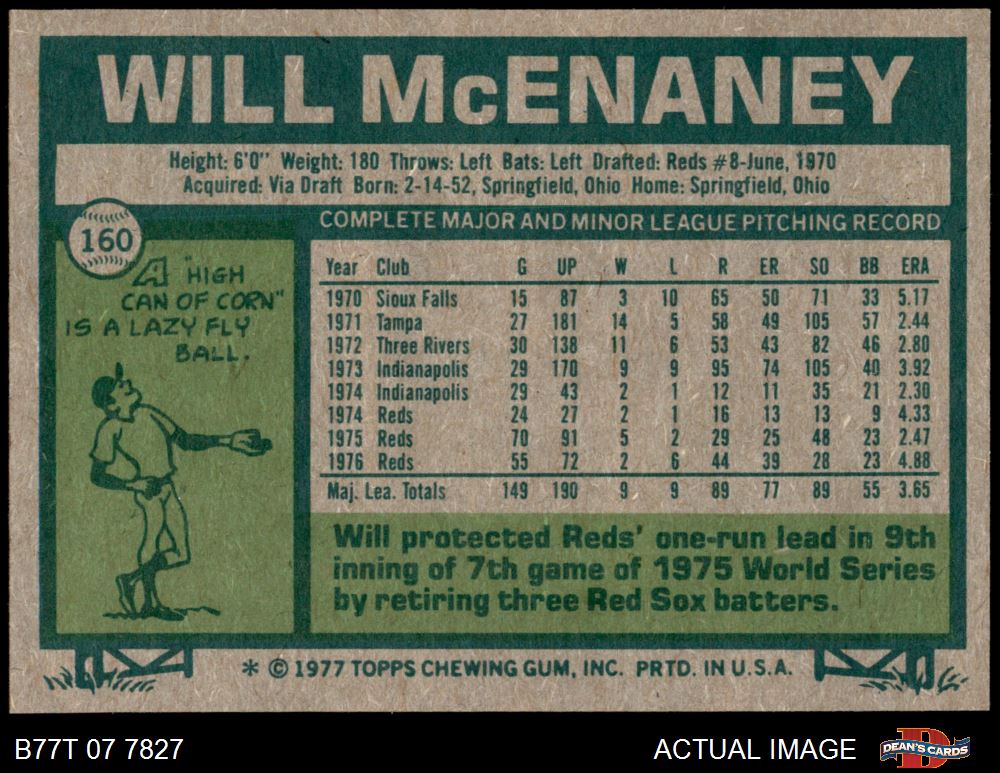 WILL McENANEY
Height: 6'0" Weight: 180 Throws: Left Bats: Left Drafted: Reds #8-June, 1970
Acquired: Via Draft Born: 2-14-52, Springfield, Ohio Home: Springfield, Ohio
160
A "HIGH
CAN OF CORN"
IS A LAZY FLY
BALL.
COMPLETE MAJOR AND MINOR LEAGUE PITCHING RECORD
Year Club G UP W L R ER SO BB ERA
1970 Sioux Falls 15 87 3 10 65 50 71 33 5.17
1971 Tampa 27 181 14 5 58 49 105 57 2.44
1972 Three Rivers 30 138 11 6 53 43 82 46 2.80
1973 Indianapolis 29 170 9 9 95 74 105 40 3.92
1974 Indianapolis 29 43 2 1 12 11 35 21 2.30
1974 Reds 24 27 2 1 16 13 13 9 4.33
1975 Reds 70 91 5 2 29 25 48 23 2.47
1976 Reds 55 72 2 6 44 39 28 23 4.88
Maj. Lea. Totals 149 190 9 9 89 77 89 55 3.65
Will protected Reds' one-run lead in 9th
inning of 7th game of 1975 World Series
by retiring three Red Sox batters.
* © 1977 TOPPS CHEWING GUM, INC. PRTD. IN U.S.A.
B77T 07 7827
ACTUAL IMAGE
DEAN'S CARDS